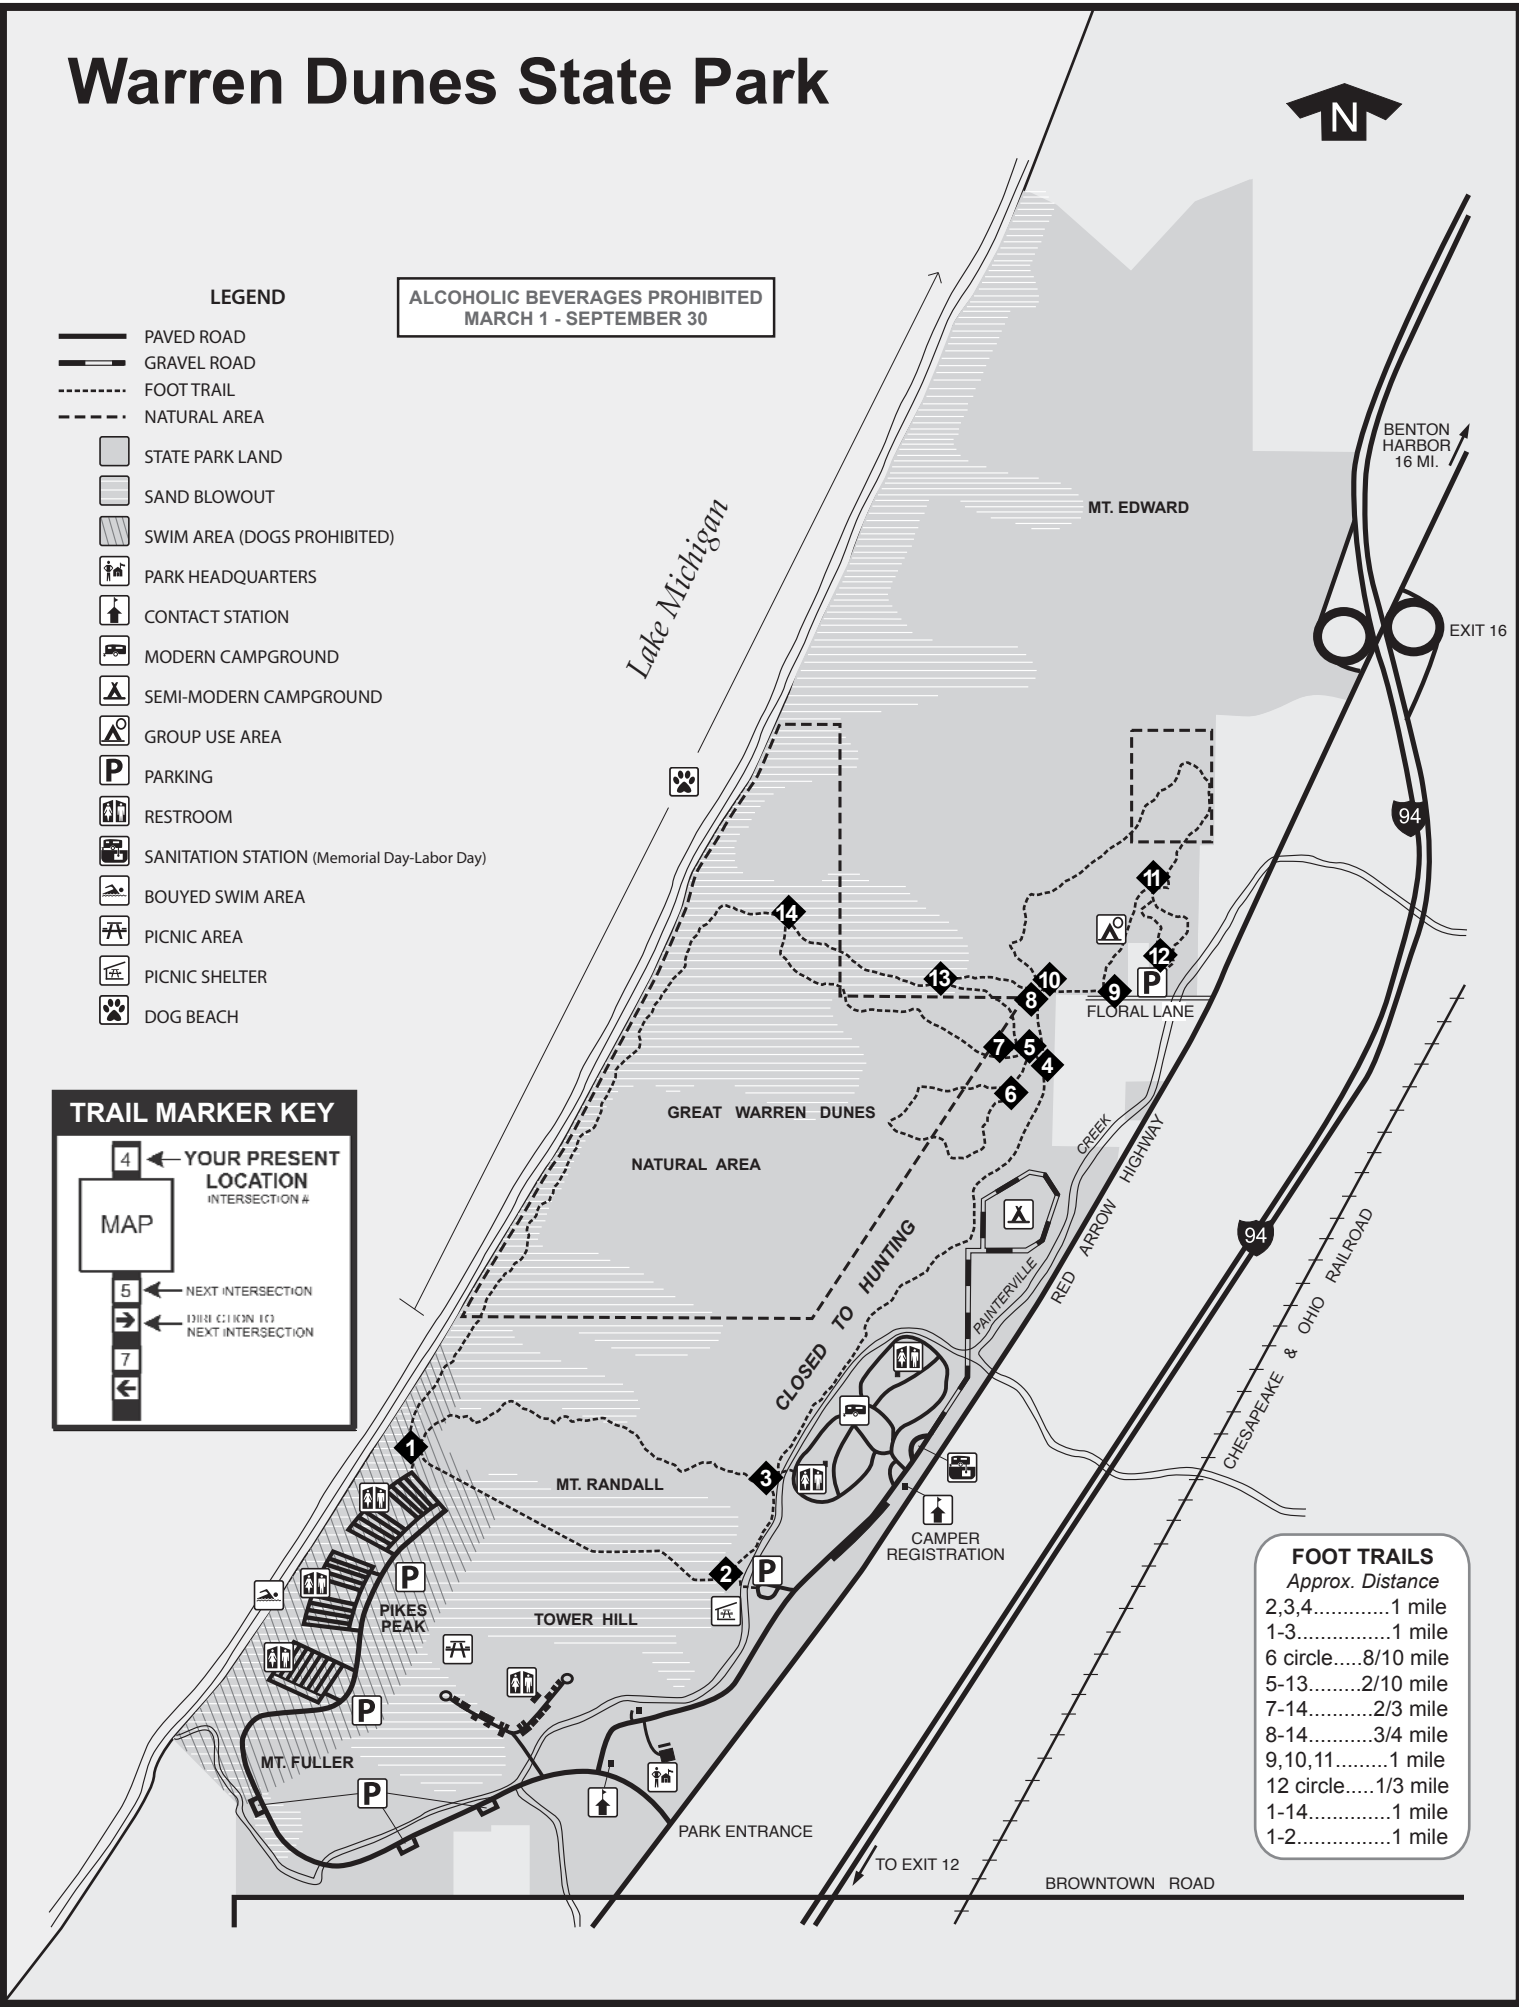 Warren Dunes State Park
N
LEGEND
PAVED ROAD
GRAVEL ROAD
FOOT TRAIL
NATURAL AREA
STATE PARK LAND
SAND BLOWOUT
SWIM AREA (DOGS PROHIBITED)
PARK HEADQUARTERS
CONTACT STATION
MODERN CAMPGROUND
SEMI-MODERN CAMPGROUND
GROUP USE AREA
P PARKING
RESTROOM
SANITATION STATION (Memorial Day-Labor Day)
BOUYED SWIM AREA
PICNIC AREA
PICNIC SHELTER
DOG BEACH
ALCOHOLIC BEVERAGES PROHIBITED
MARCH 1 - SEPTEMBER 30
Lake Michigan
BENTON
HARBOR
16 MI.
MT. EDWARD
EXIT 16
94
11
14
12
13
10
P
8
9
FLORAL LANE
7
5
4
6
GREAT WARREN DUNES
NATURAL AREA
CREEK
RED ARROW HIGHWAY
PAINTERVILLE
94
CHESAPEAKE & OHIO RAILROAD
CLOSED TO HUNTING
TRAIL MARKER KEY
4
YOUR PRESENT
LOCATION
INTERSECTION #
MAP
5
NEXT INTERSECTION
DIRECTION TO
NEXT INTERSECTION
7
1
MT. RANDALL
3
CAMPER
REGISTRATION
2
P
P
PIKES
PEAK
TOWER HILL
P
MT. FULLER
P
PARK ENTRANCE
TO EXIT 12
BROWNTOWN ROAD
FOOT TRAILS
Approx. Distance
2,3,4.............1 mile
1-3................1 mile
6 circle.....8/10 mile
5-13.........2/10 mile
7-14...........2/3 mile
8-14...........3/4 mile
9,10,11.........1 mile
12 circle.....1/3 mile
1-14..............1 mile
1-2................1 mile